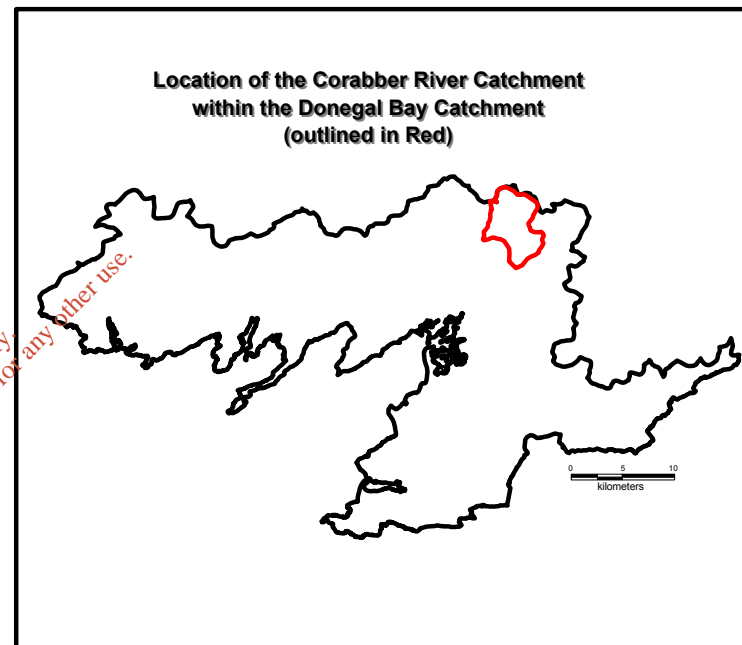 Location of the Corabber River Catchment
within the Donegal Bay Catchment
(outlined in Red)
for any other use.
0 5 10
kilometers